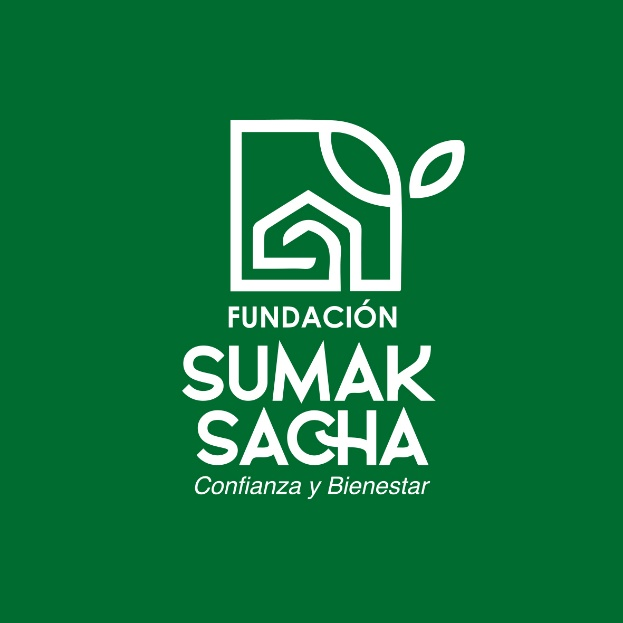 FUNDACIÓN
SUMAK
SACHA
Confianza y Bienestar